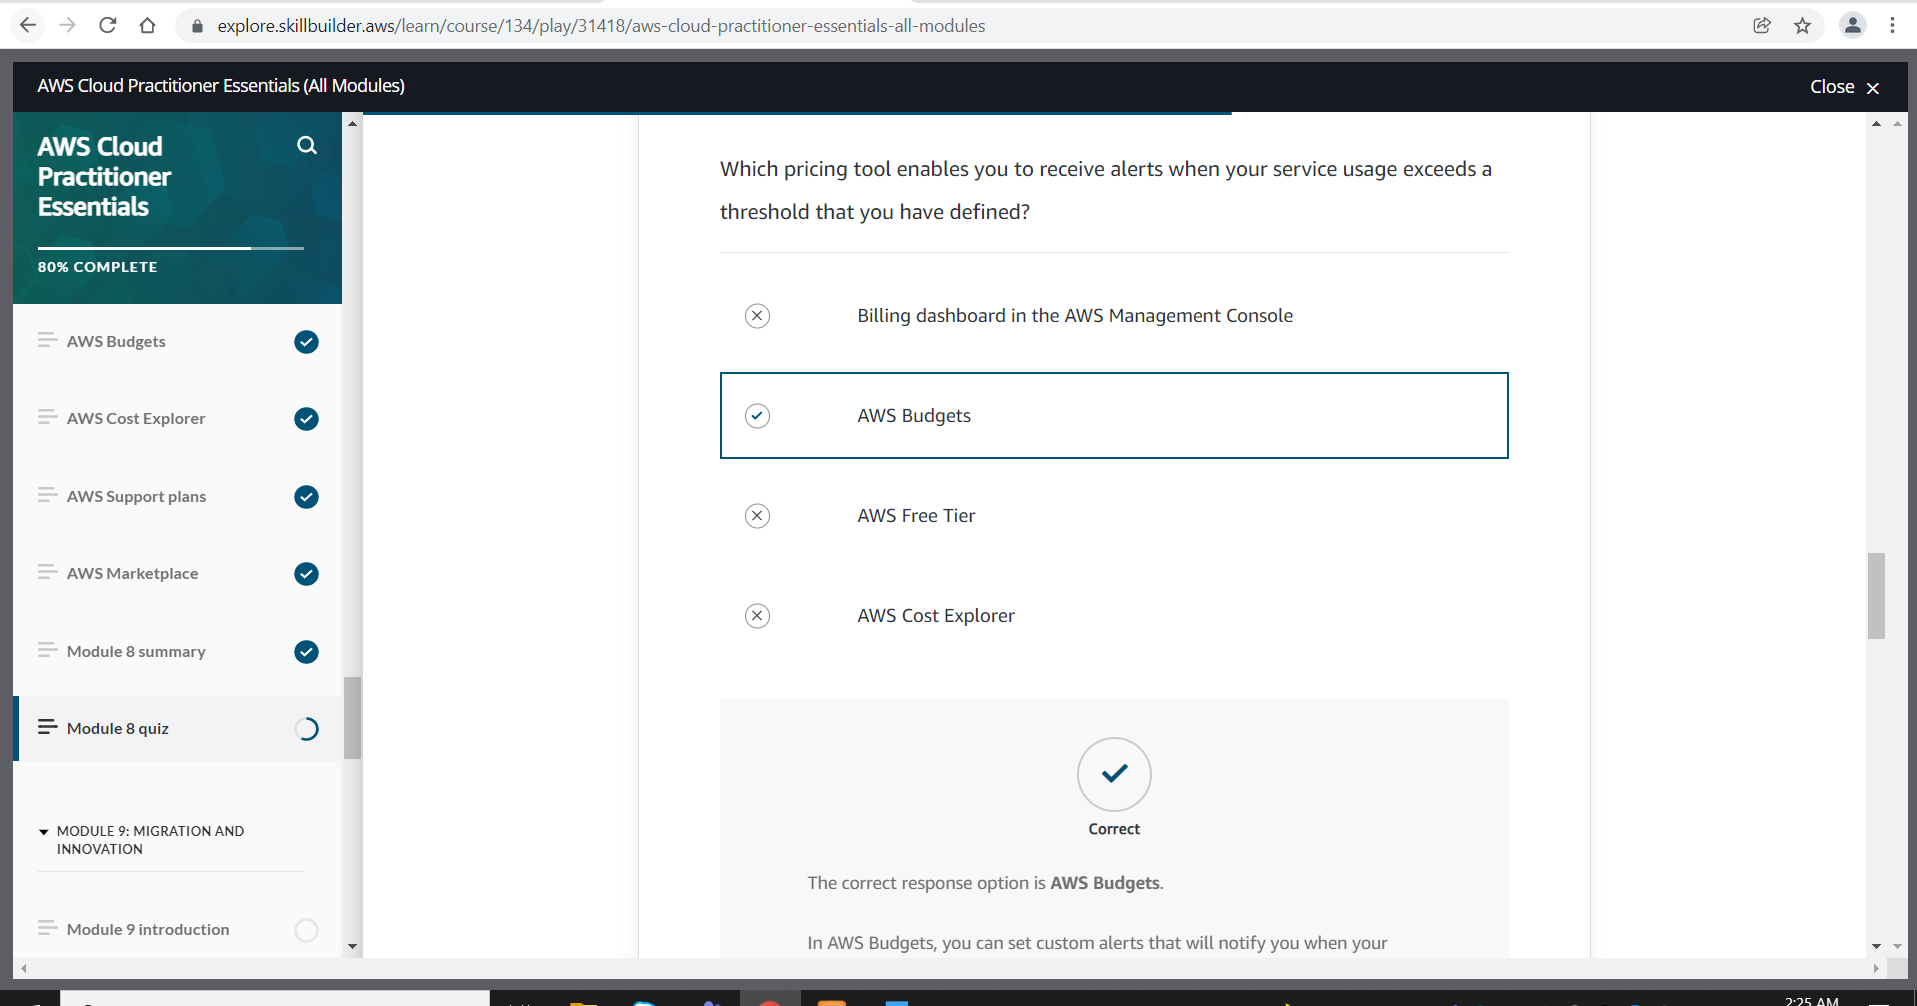 explore.skillbuilder.aws/learn/course/134/play/31418/aws-cloud-practitioner-essentials-all-modules
AWS Cloud Practitioner Essentials (All Modules)
Close
AWS Cloud
Practitioner
Essentials
80% COMPLETE
AWS Budgets
AWS Cost Explorer
AWS Support plans
AWS Marketplace
Module 8 summary
Module 8 quiz
MODULE 9: MIGRATION AND
INNOVATION
Module 9 introduction
Which pricing tool enables you to receive alerts when your service usage exceeds a
threshold that you have defined?
Billing dashboard in the AWS Management Console
AWS Budgets
AWS Free Tier
AWS Cost Explorer
Correct
The correct response option is AWS Budgets.
In AWS Budgets, you can set custom alerts that will notify you when your
2:25 AM